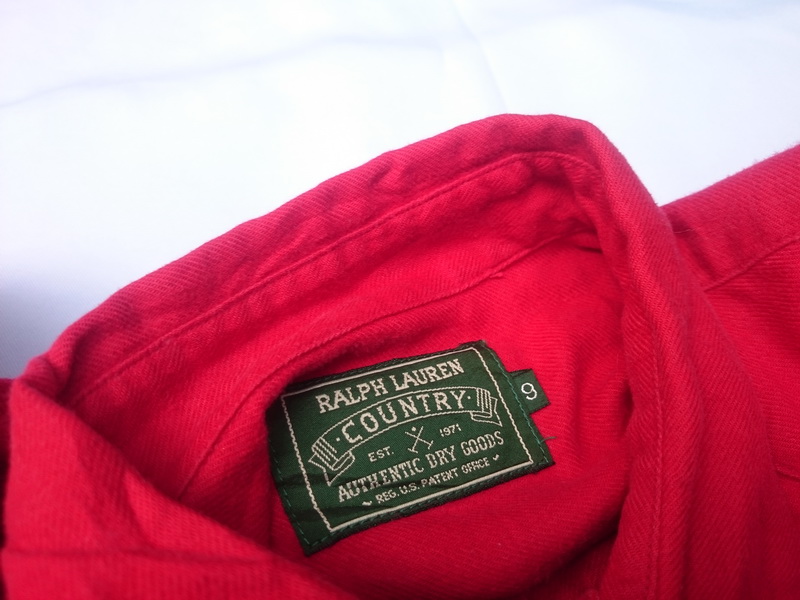 RALPH LAUREN
COUNTRY
EST. 1971
AUTHENTIC DRY GOODS
REG. U.S. PATENT OFFICE
9